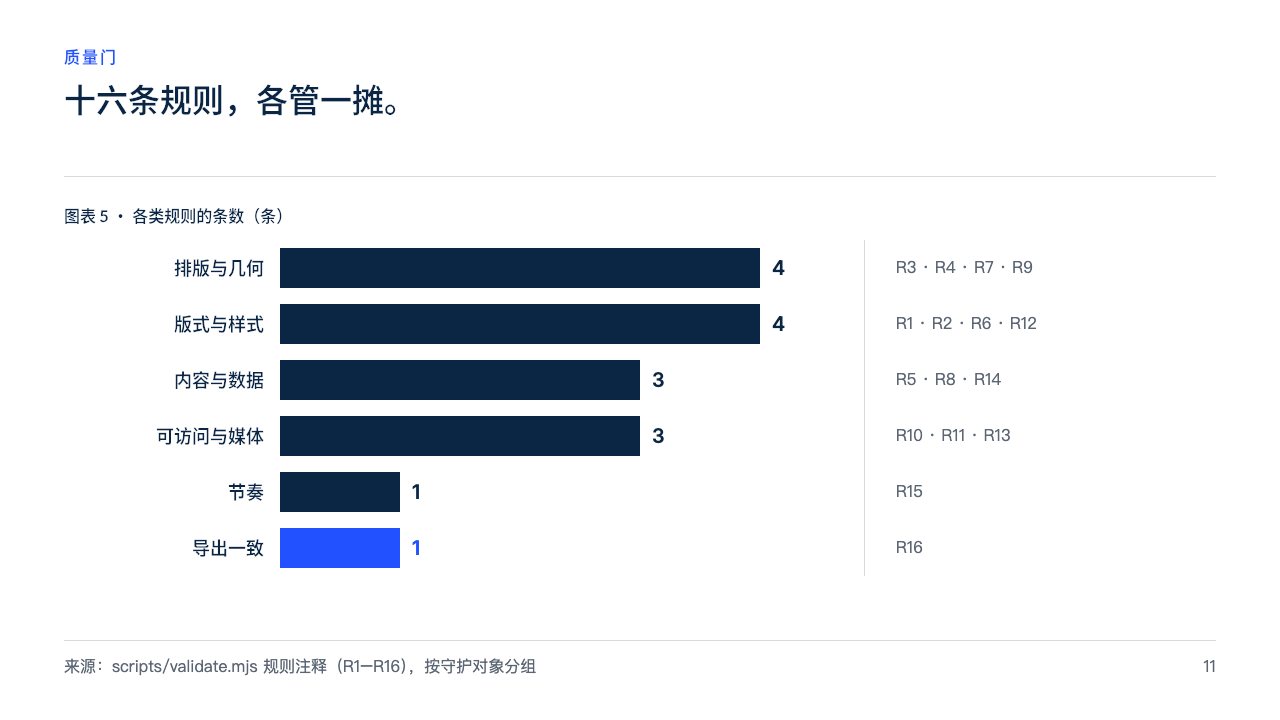 质量门
十六条规则，各管一摊。
图表 5 · 各类规则的条数（条）
排版与几何 4 R3 · R4 · R7 · R9
版式与样式 4 R1 · R2 · R6 · R12
内容与数据 3 R5 · R8 · R14
可访问与媒体 3 R10 · R11 · R13
节奏 1 R15
导出一致 1 R16
来源：scripts/validate.mjs 规则注释（R1—R16），按守护对象分组 11